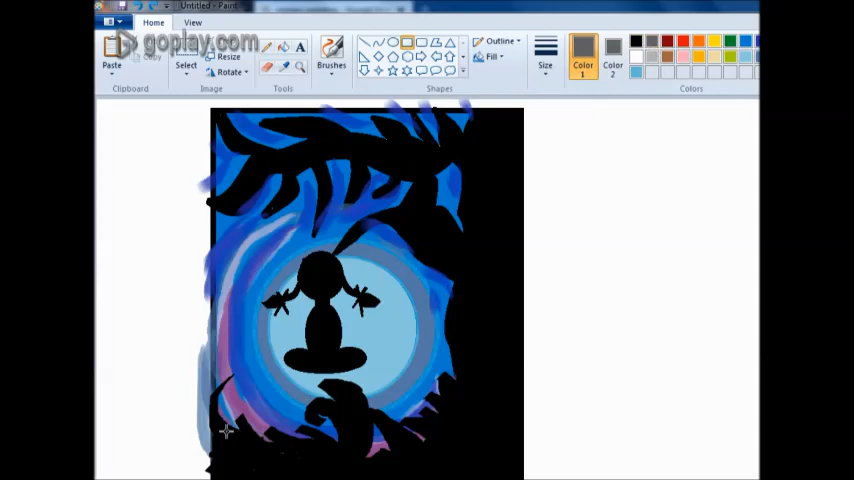 Untitled - Paint
Home View
goplay.com
Paste Copy Select Resize Rotate A Brushes Outline Fill Size Color 1 Color 2
Clipboard Image Tools Shapes Colors